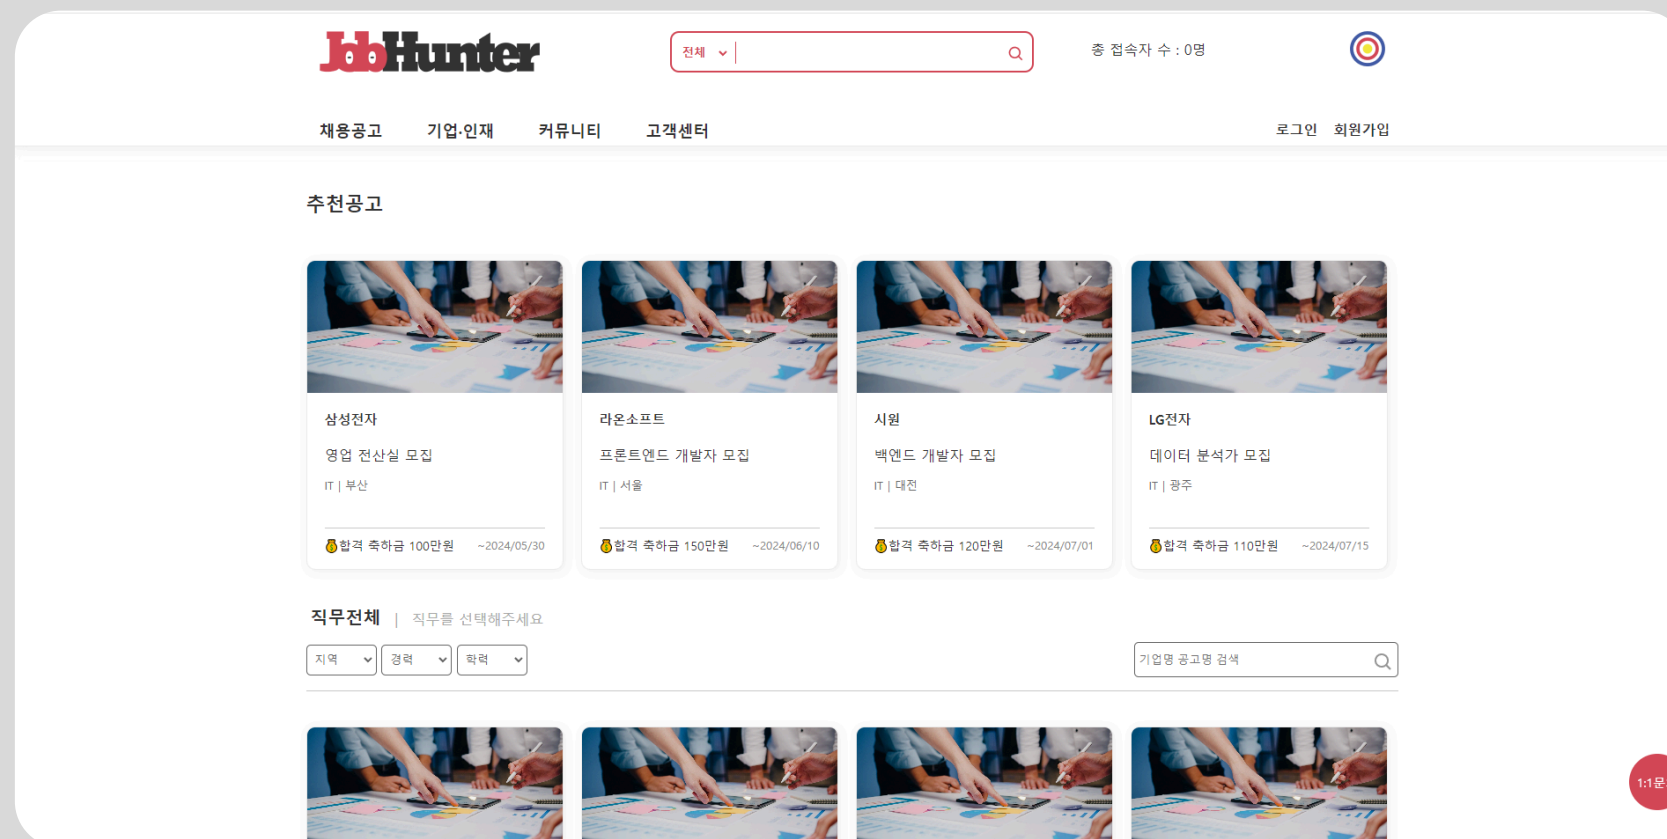 JobHunter
전체
총 접속자 수 : 0명
채용공고 기업·인재 커뮤니티 고객센터
로그인 회원가입
추천공고
삼성전자
영업 전산실 모집
IT | 부산
합격 축하금 100만원 ~2024/05/30
라온소프트
프론트엔드 개발자 모집
IT | 서울
합격 축하금 150만원 ~2024/06/10
시원
백엔드 개발자 모집
IT | 대전
합격 축하금 120만원 ~2024/07/01
LG전자
데이터 분석가 모집
IT | 광주
합격 축하금 110만원 ~2024/07/15
직무전체 | 직무를 선택해주세요
지역 경력 학력
기업명 공고명 검색
1:1문